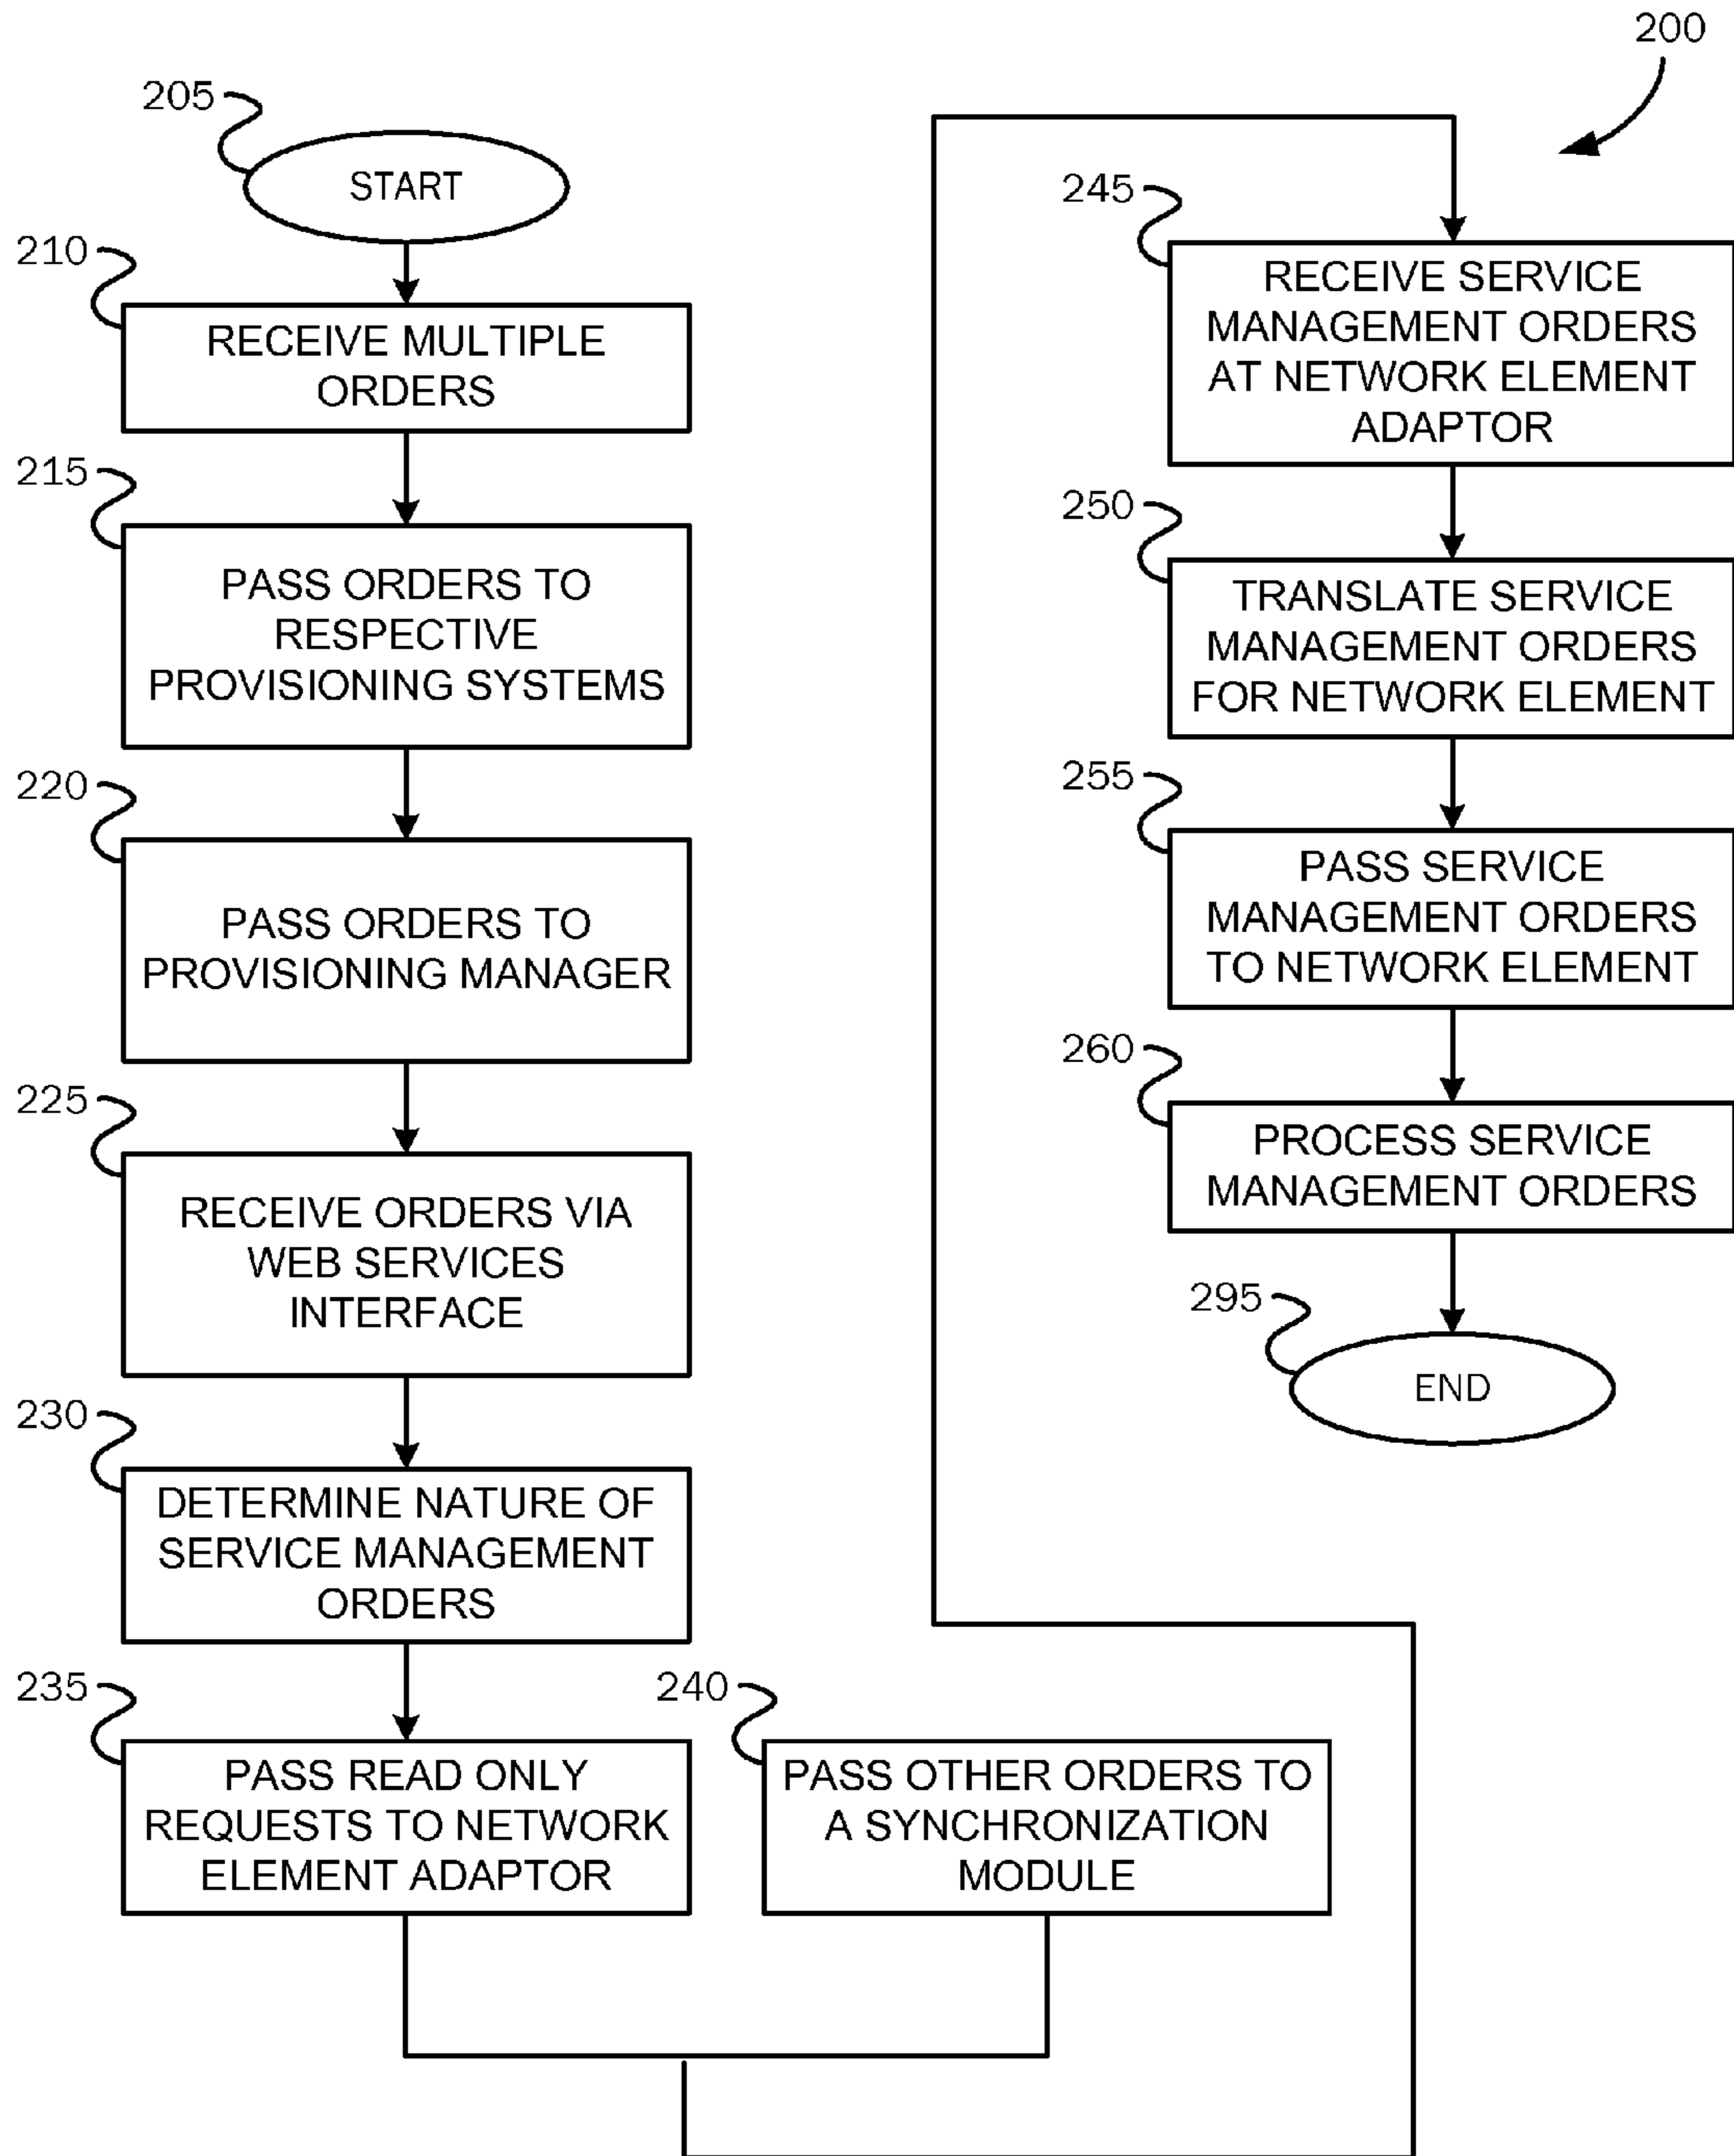 200
205
START
210
RECEIVE MULTIPLE
ORDERS
215
PASS ORDERS TO
RESPECTIVE
PROVISIONING SYSTEMS
220
PASS ORDERS TO
PROVISIONING MANAGER
225
RECEIVE ORDERS VIA
WEB SERVICES
INTERFACE
230
DETERMINE NATURE OF
SERVICE MANAGEMENT
ORDERS
235
PASS READ ONLY
REQUESTS TO NETWORK
ELEMENT ADAPTOR
240
PASS OTHER ORDERS TO
A SYNCHRONIZATION
MODULE
245
RECEIVE SERVICE
MANAGEMENT ORDERS
AT NETWORK ELEMENT
ADAPTOR
250
TRANSLATE SERVICE
MANAGEMENT ORDERS
FOR NETWORK ELEMENT
255
PASS SERVICE
MANAGEMENT ORDERS
TO NETWORK ELEMENT
260
PROCESS SERVICE
MANAGEMENT ORDERS
295
END